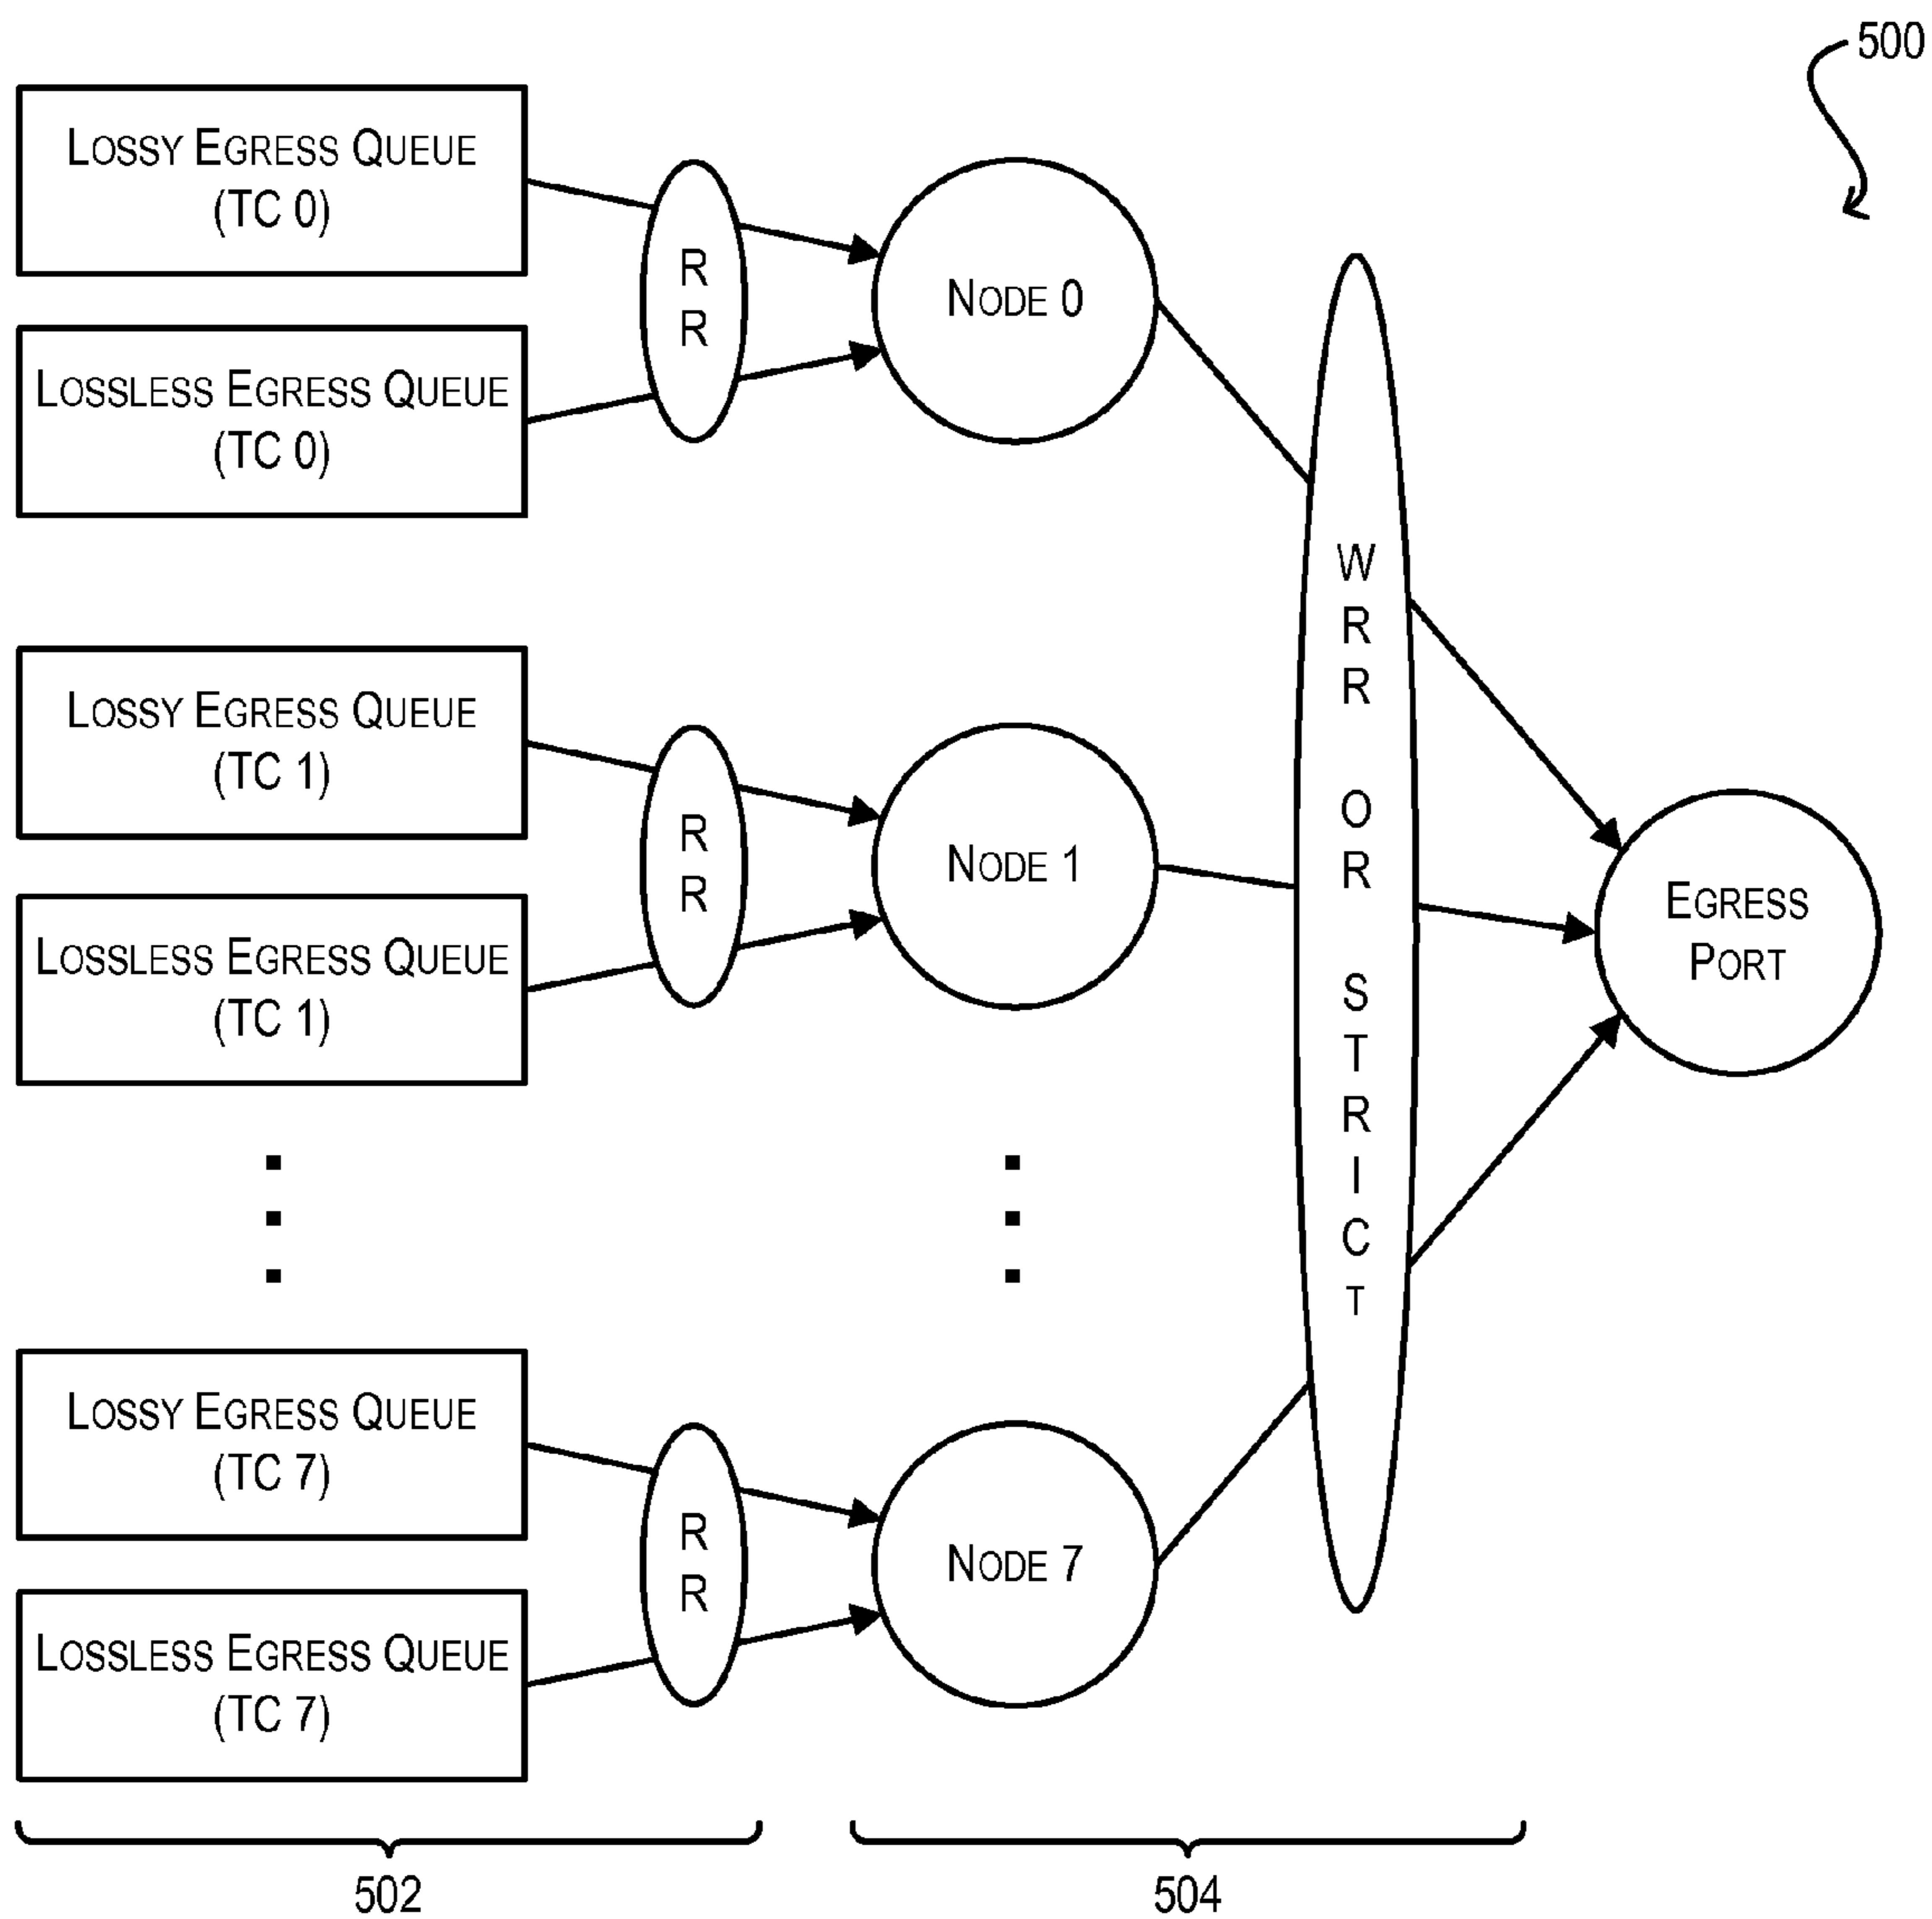 500
LOSSY EGRESS QUEUE
(TC 0)
LOSSLESS EGRESS QUEUE
(TC 0)
R
R
NODE 0
LOSSY EGRESS QUEUE
(TC 1)
LOSSLESS EGRESS QUEUE
(TC 1)
R
R
NODE 1
LOSSY EGRESS QUEUE
(TC 7)
LOSSLESS EGRESS QUEUE
(TC 7)
R
R
NODE 7
W
R
R
O
R
S
T
R
I
C
T
EGRESS
PORT
502
504